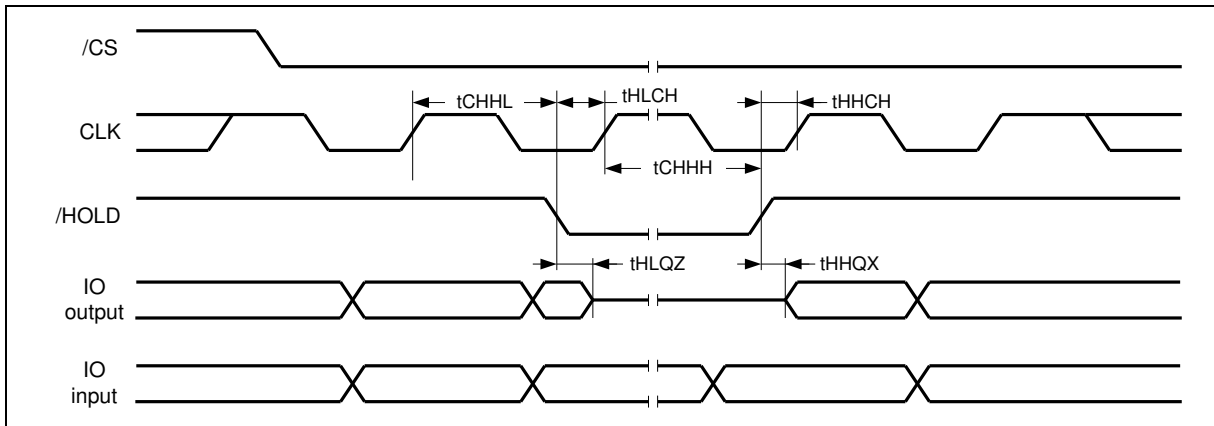 /CS
tCHHL
tHLCH
tHHCH
CLK
tCHHH
/HOLD
tHLQZ
tHHQX
IO
output
IO
input